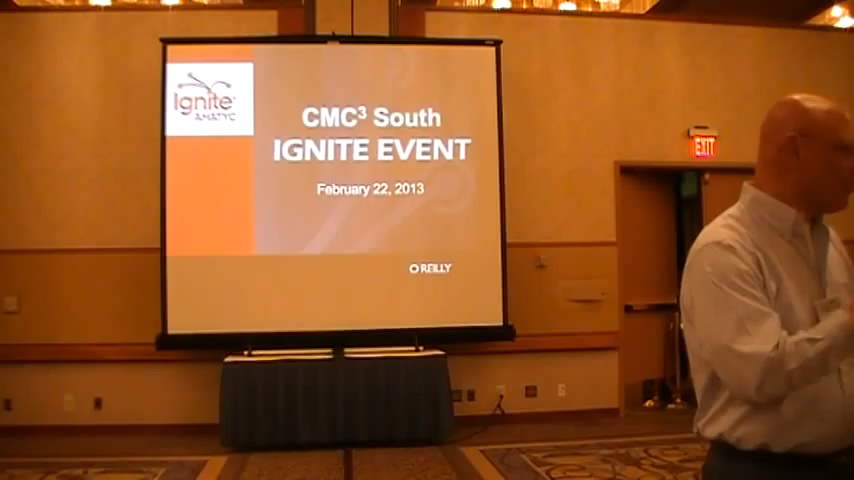 Ignite
AMATYC
CMC³ South
IGNITE EVENT
February 22, 2013
O'REILLY
EXIT